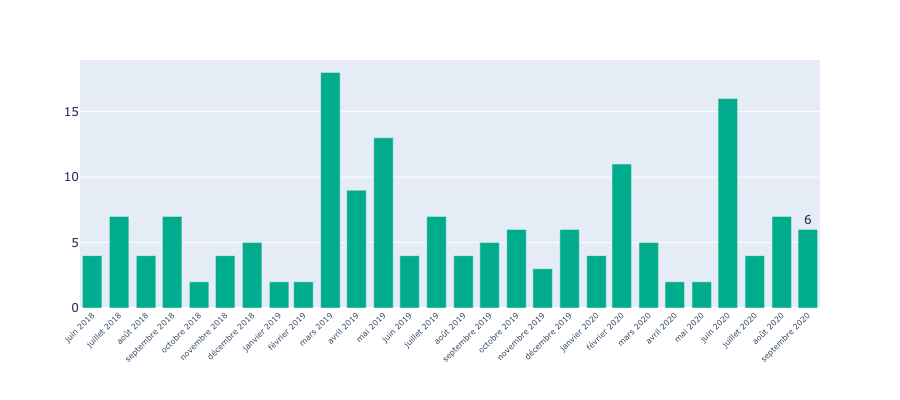 15
10
5
0
6
juin 2018
juillet 2018
août 2018
septembre 2018
octobre 2018
novembre 2018
décembre 2018
janvier 2019
février 2019
mars 2019
avril 2019
mai 2019
juin 2019
juillet 2019
août 2019
septembre 2019
octobre 2019
novembre 2019
décembre 2019
janvier 2020
février 2020
mars 2020
avril 2020
mai 2020
juin 2020
juillet 2020
août 2020
septembre 2020